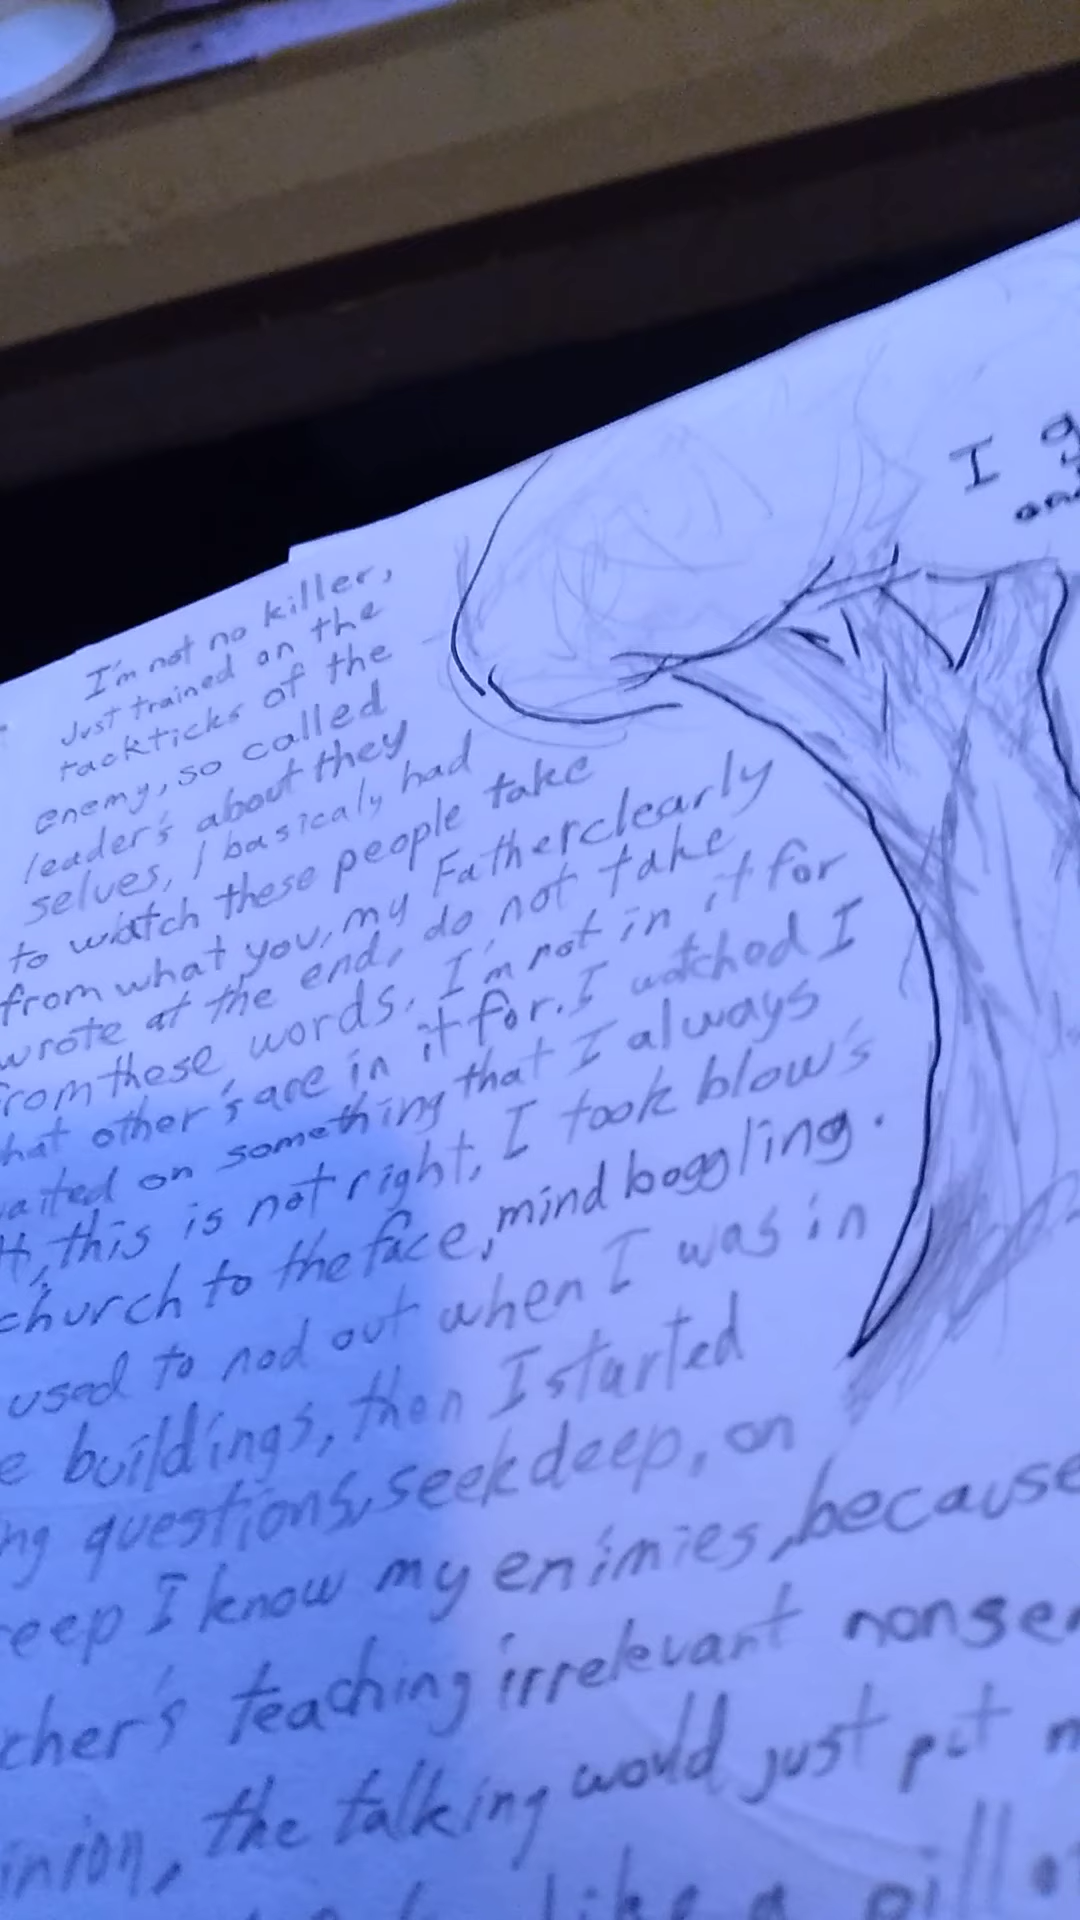 I'm not no killer,
Just trained an the
tackticks of the
enemy, so called
leader's about they
selves, I basicaly had
to watch these people take
from what you, my Father clearly
wrote at the end, do not take
from these words, I'm not in it for
what other's are in it for. I watched I
waited on something that I always
this is not right, I took blow's
church to the face, mind boggling.
used to nod out when I was in
buildings, then I started
questions, seek deep, on
I know my enimies, because
teaching irrelevant
the talking would just put
like a
I